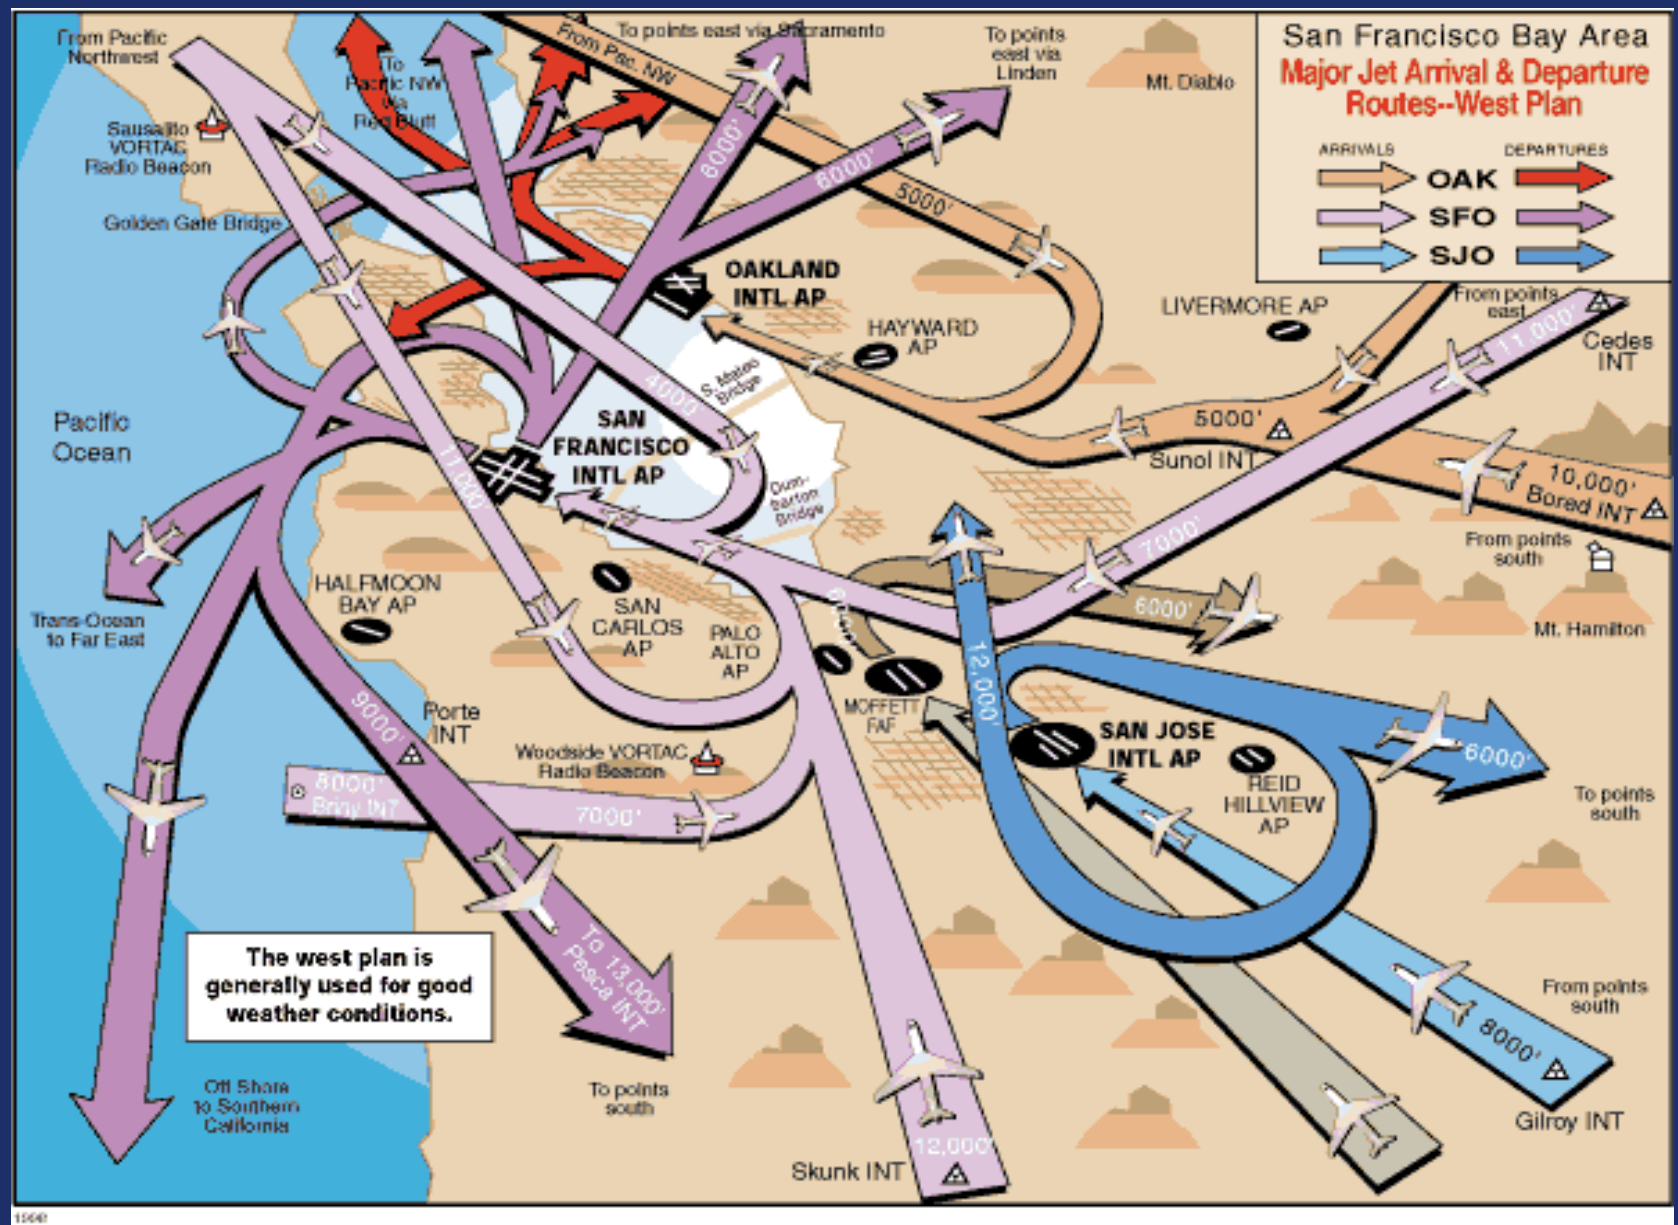 San Francisco Bay Area
Major Jet Arrival & Departure
Routes--West Plan
ARRIVALS
DEPARTURES
OAK
SFO
SJO
From Pacific
Northwest
To
Pacific NW
via
Red Bluff
From Pac. NW
To points east via Sacramento
To points
east via
Linden
Mt. Diablo
Sausalito
VORTAC
Radio Beacon
Golden Gate Bridge
6000'
6000'
5000'
OAKLAND
INTL AP
HAYWARD
AP
LIVERMORE AP
From points
east
11,000'
Cedes
INT
S. Mateo
Bridge
4000'
Pacific
Ocean
SAN
FRANCISCO
INTL AP
11,000'
Dum-
barton
Bridge
5000'
Sunol INT
10,000'
Bored INT
7000'
From points
south
Trans-Ocean
to Far East
HALFMOON
BAY AP
SAN
CARLOS
AP
PALO
ALTO
AP
6000'
Mt. Hamilton
MOFFETT
FAF
12,000'
9000'
Porte
INT
Woodside VORTAC
Radio Beacon
SAN JOSE
INTL AP
REID
HILLVIEW
AP
6000'
To points
south
8000'
Briny INT
7000'
The west plan is
generally used for good
weather conditions.
To 13,000'
Pesca INT
From points
south
8000'
Gilroy INT
Off Shore
to Southern
California
To points
south
Skunk INT
12,000'
1998